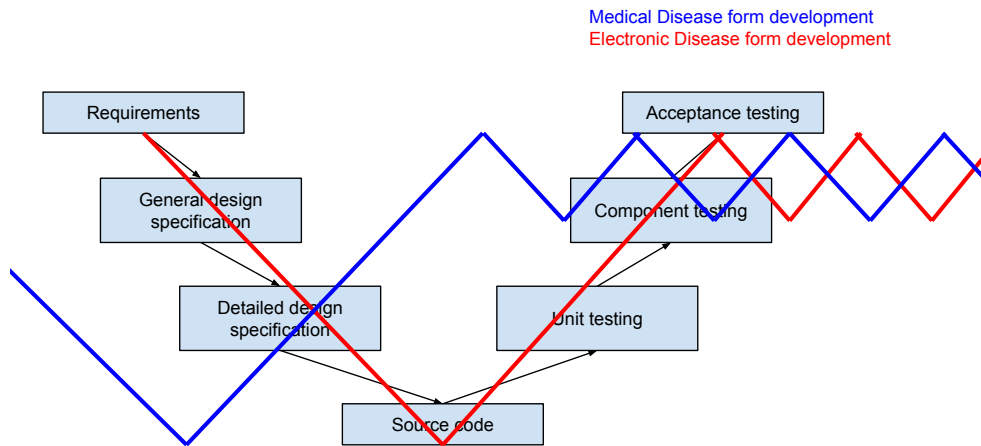 Medical Disease form development
Electronic Disease form development
Requirements
Acceptance testing
General design
specification
Component testing
Detailed design
specification
Unit testing
Source code